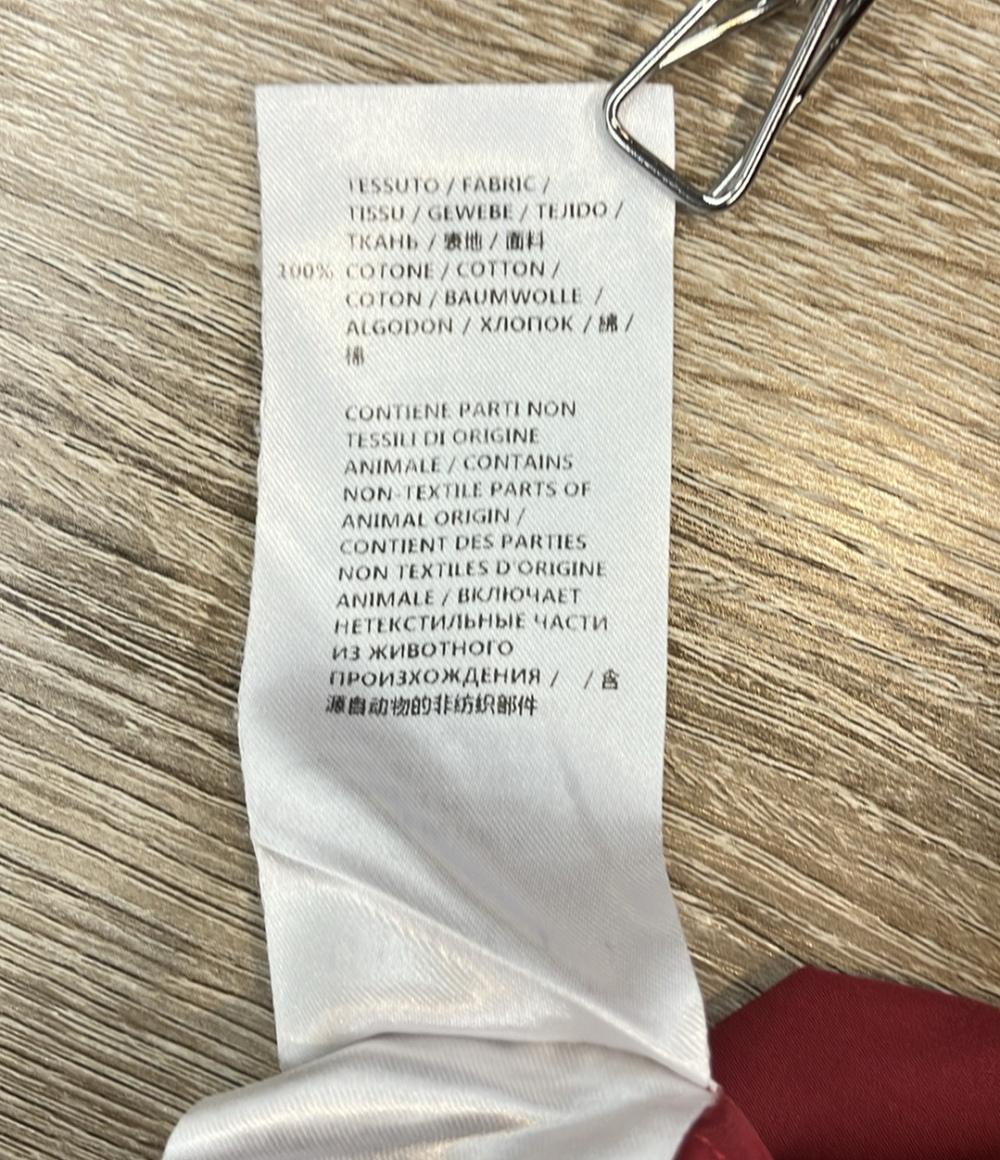 TESSUTO / FABRIC /
TISSU / GEWEBE / TEJIDO /
ТКАНЬ / 表地 / 面料
100% COTONE / COTTON /
COTON / BAUMWOLLE /
ALGODON / ХЛОПОК / 綿 /
棉
CONTIENE PARTI NON
TESSILI DI ORIGINE
ANIMALE / CONTAINS
NON-TEXTILE PARTS OF
ANIMAL ORIGIN /
CONTIENT DES PARTIES
NON TEXTILES D'ORIGINE
ANIMALE / ВКЛЮЧАЕТ
НЕТЕКСТИЛЬНЫЕ ЧАСТИ
ИЗ ЖИВОТНОГО
ПРОИЗХОЖДЕНИЯ / / 含
源自动物的非纺织部件